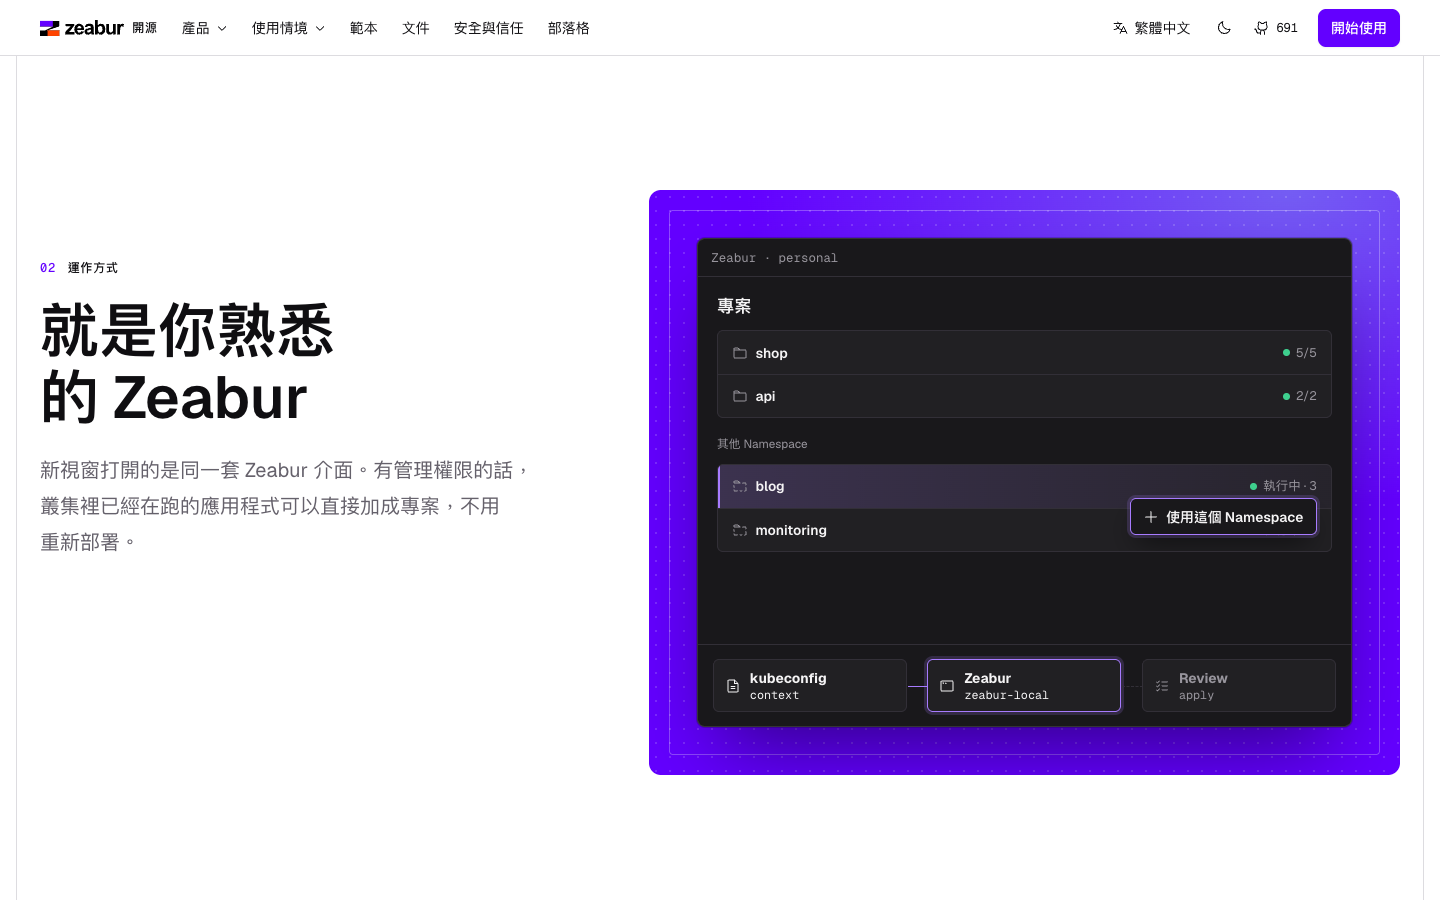 zeabur 開源 產品 使用情境 範本 文件 安全與信任 部落格 繁體中文 691 開始使用
02 運作方式
就是你熟悉
的 Zeabur
新視窗打開的是同一套 Zeabur 介面。有管理權限的話，
叢集裡已經在跑的應用程式可以直接加成專案，不用
重新部署。
Zeabur · personal
專案
shop 5/5
api 2/2
其他 Namespace
blog 執行中 · 3
使用這個 Namespace
monitoring
kubeconfig
context
Zeabur
zeabur-local
Review
apply